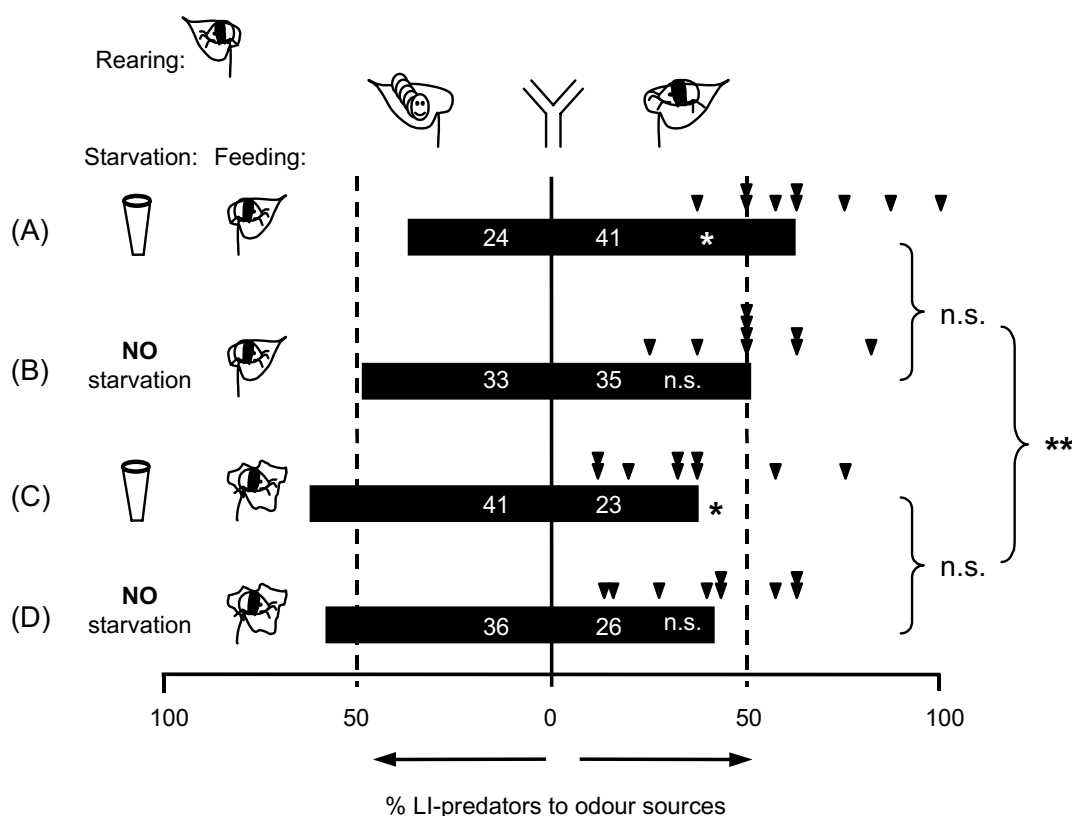 Rearing:
Starvation: Feeding:
(A)
24 41 *
n.s.
(B) NO starvation
33 35 n.s.
**
(C)
41 23 *
n.s.
(D) NO starvation
36 26 n.s.
100 50 0 50 100
% LI-predators to odour sources